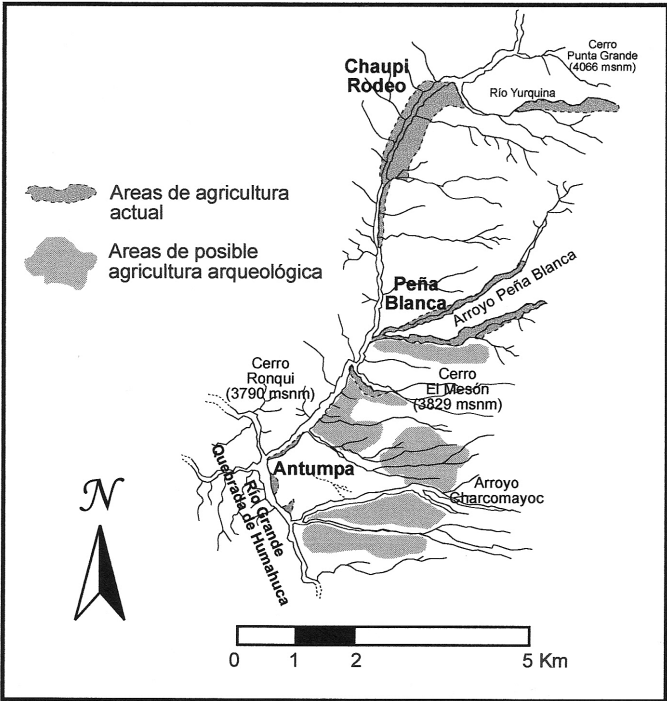 Cerro
Punta Grande
(4066 msnm)
Chaupi
Ròdeo
Río Yurquina
Areas de agricultura
actual
Areas de posible
agricultura arqueológica
Peña
Blanca
Arroyo Peña Blanca
Cerro
Ronqui
(3790 msnm)
Cerro
El Mesón
(3829 msnm)
Antumpa
Arroyo
Charcomayoc
Río Grande
Quebrada de Humahuca
N
0 1 2 5 Km